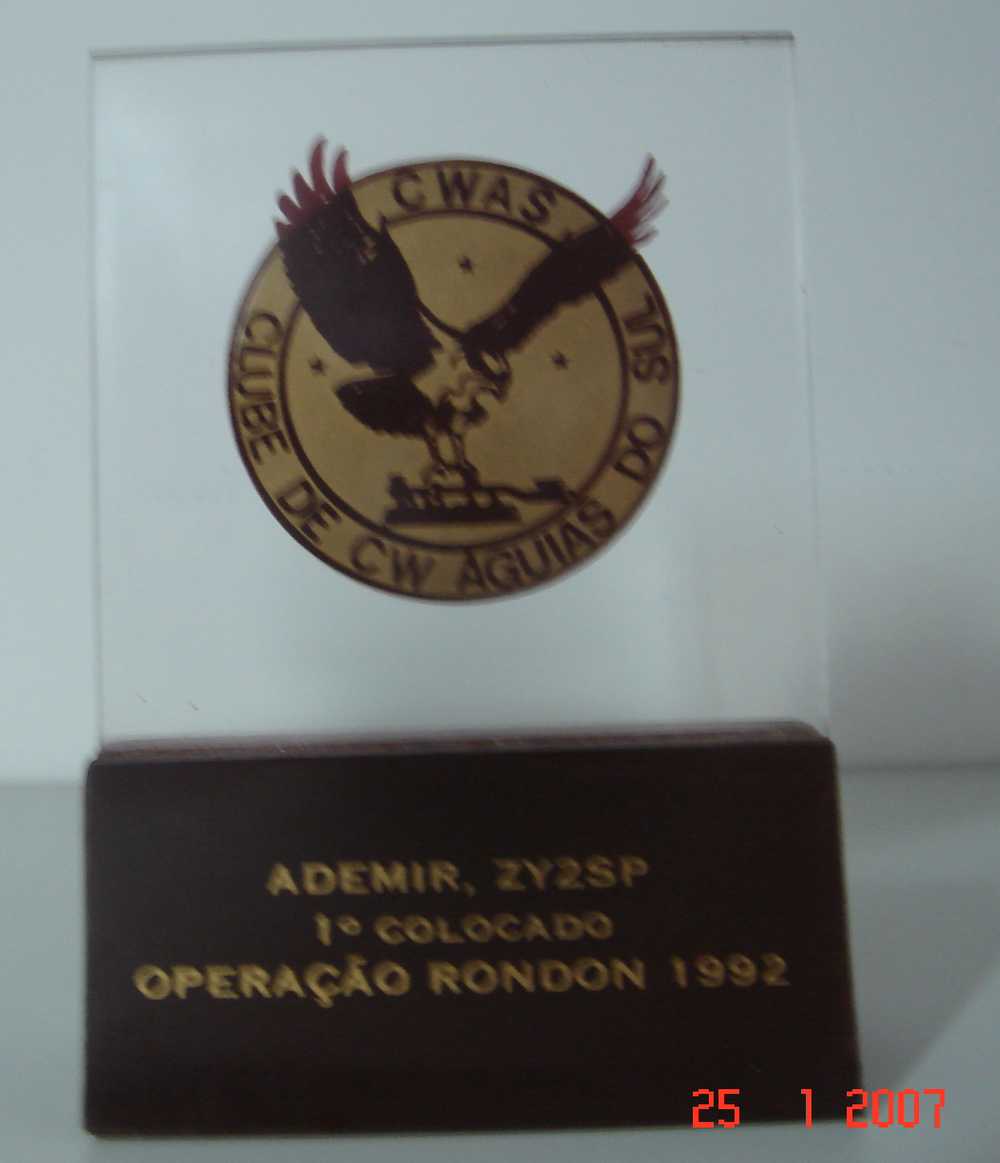 CWAS
CLUBE DE CW ÁGUIAS DO SUL
ADEMIR, ZY2SP
1º COLOCADO
OPERAÇÃO RONDON 1992
25 1 2007